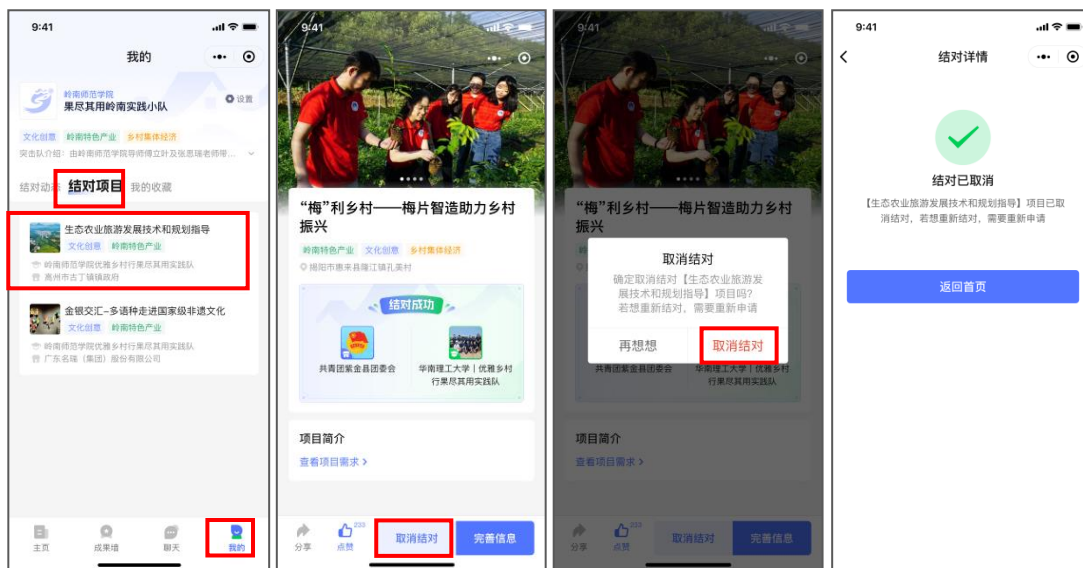 9:41
我的
岭南师范学院
果尽其用岭南实践小队
设置
文化创意 岭南特色产业 乡村集体经济
突击队介绍：由岭南师范学院导师傅立叶及张思瑞老师带...
结对动态 结对项目 我的收藏
生态农业旅游发展技术和规划指导
文化创意 岭南特色产业
岭南师范学院优雅乡村行果尽其用实践队
高州市古丁镇镇政府
金银交汇-多语种走进国家级非遗文化
文化创意 岭南特色产业
岭南师范学院优雅乡村行果尽其用实践队
广东名瑞（集团）股份有限公司
主页 成果墙 聊天 我的
9:41
“梅”利乡村——梅片智造助力乡村
振兴
岭南特色产业 文化创意 乡村集体经济
揭阳市惠来县隆江镇孔美村
结对成功
共青团紫金县团委会
华南理工大学｜优雅乡村
行果尽其用实践队
项目简介
查看项目需求 >
分享 点赞 233 取消结对 完善信息
9:41
“梅”利乡村——梅片智造助力乡村
振兴
取消结对
确定取消结对【生态农业旅游发
展技术和规划指导】项目吗？
若想重新结对，需要重新申请
再想想 取消结对
共青团紫金县团委会
华南理工大学｜优雅乡村
行果尽其用实践队
项目简介
查看项目需求 >
分享 点赞 233 取消结对 完善信息
9:41
结对详情
结对已取消
【生态农业旅游发展技术和规划指导】项目已取
消结对，若想重新结对，需要重新申请
返回首页